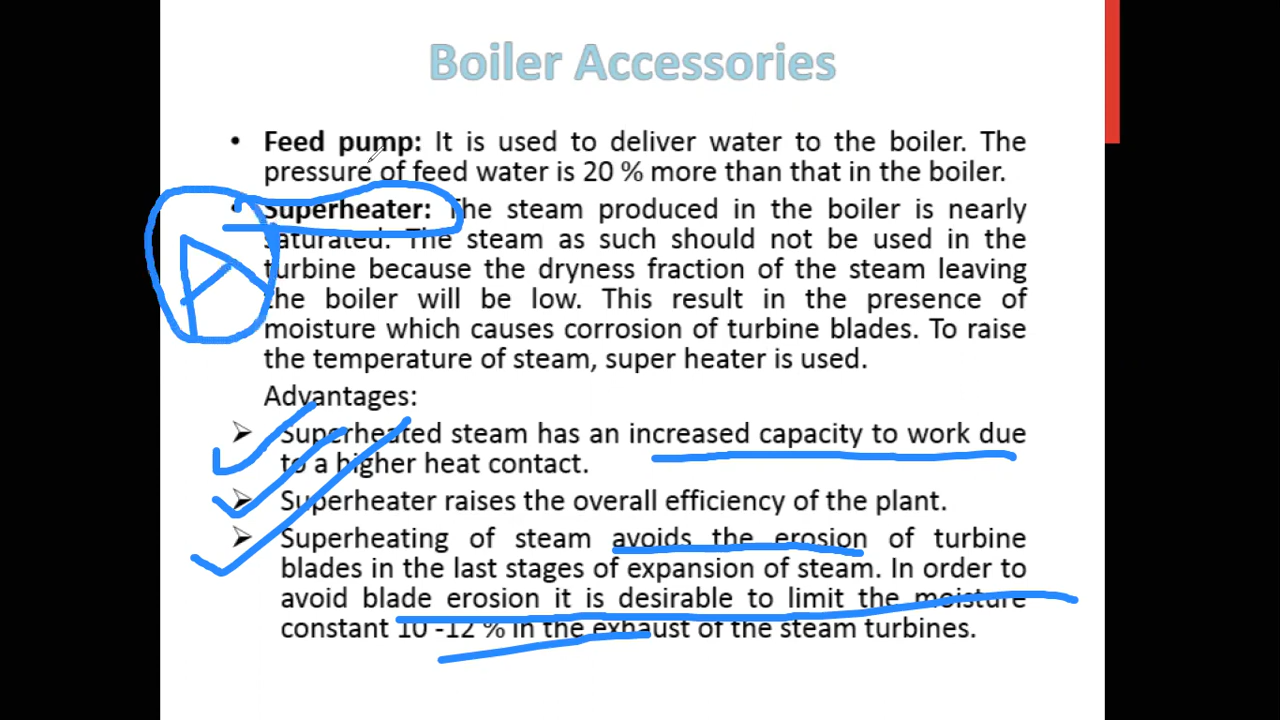 Boiler Accessories
• Feed pump: It is used to deliver water to the boiler. The
pressure of feed water is 20 % more than that in the boiler.
• Superheater: The steam produced in the boiler is nearly
saturated. The steam as such should not be used in the
turbine because the dryness fraction of the steam leaving
the boiler will be low. This result in the presence of
moisture which causes corrosion of turbine blades. To raise
the temperature of steam, super heater is used.
A
Advantages:
➢ Superheated steam has an increased capacity to work due
to a higher heat contact.
➢ Superheater raises the overall efficiency of the plant.
➢ Superheating of steam avoids the erosion of turbine
blades in the last stages of expansion of steam. In order to
avoid blade erosion it is desirable to limit the moisture
constant 10 -12 % in the exhaust of the steam turbines.